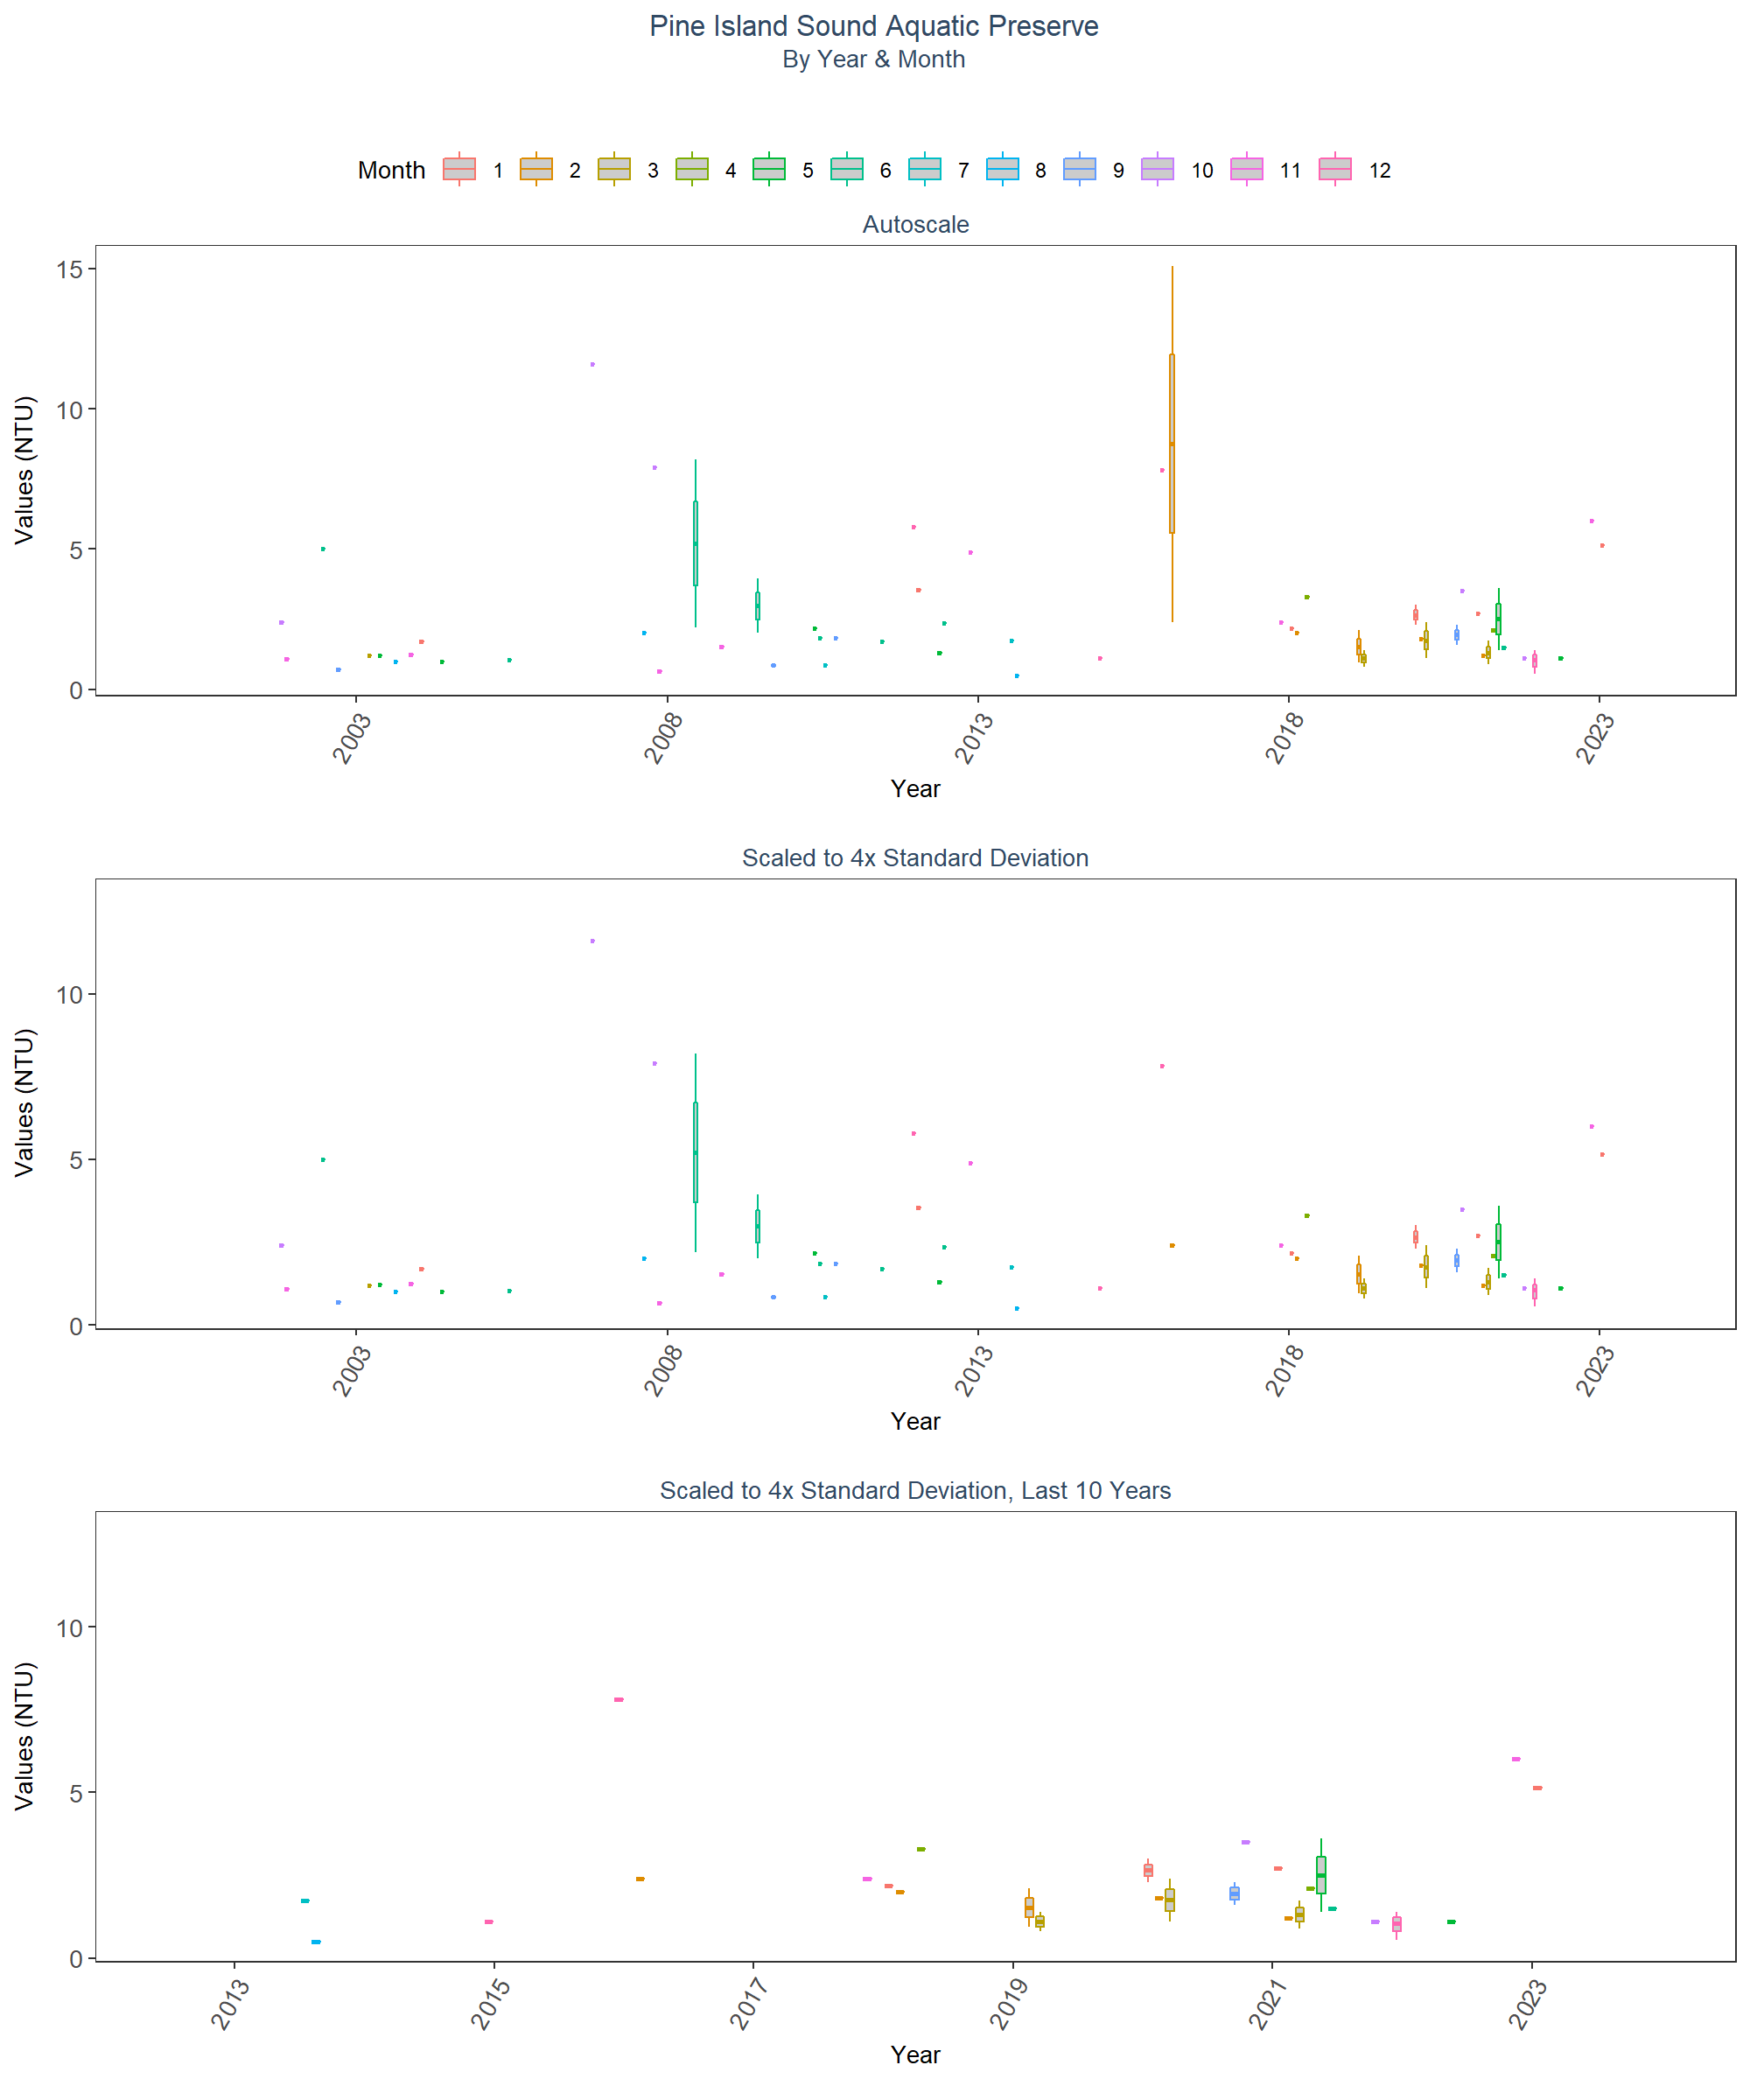 Pine Island Sound Aquatic Preserve
By Year & Month
Month 1 2 3 4 5 6 7 8 9 10 11 12
Autoscale
Values (NTU)
15
10
5
0
2003 2008 2013 2018 2023
Year
Scaled to 4x Standard Deviation
Values (NTU)
10
5
0
2003 2008 2013 2018 2023
Year
Scaled to 4x Standard Deviation, Last 10 Years
Values (NTU)
10
5
0
2013 2015 2017 2019 2021 2023
Year